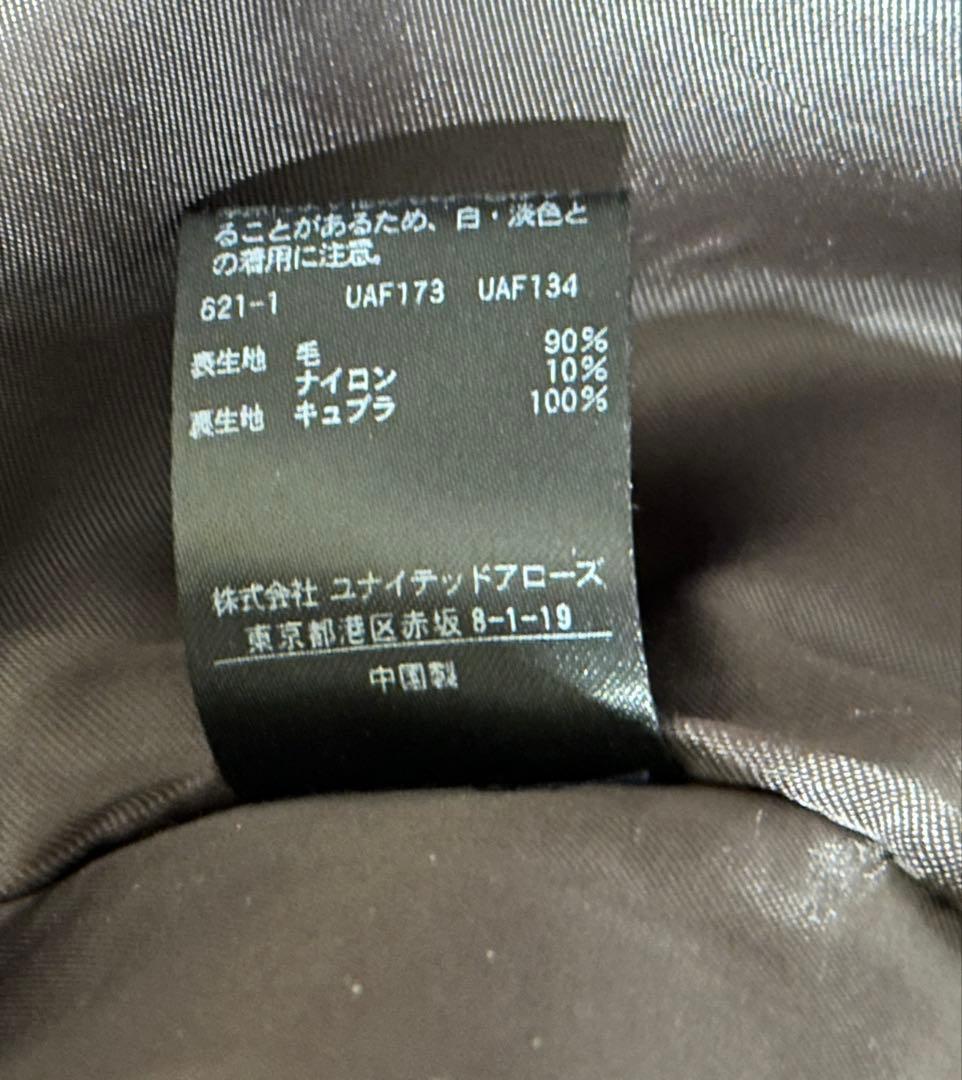 ることがあるため、白・淡色と
の着用に注意。
621-1 UAF173 UAF134
表生地 毛 90%
ナイロン 10%
裏生地 キュプラ 100%
株式会社 ユナイテッドアローズ
東京都港区赤坂 8-1-19
中国製